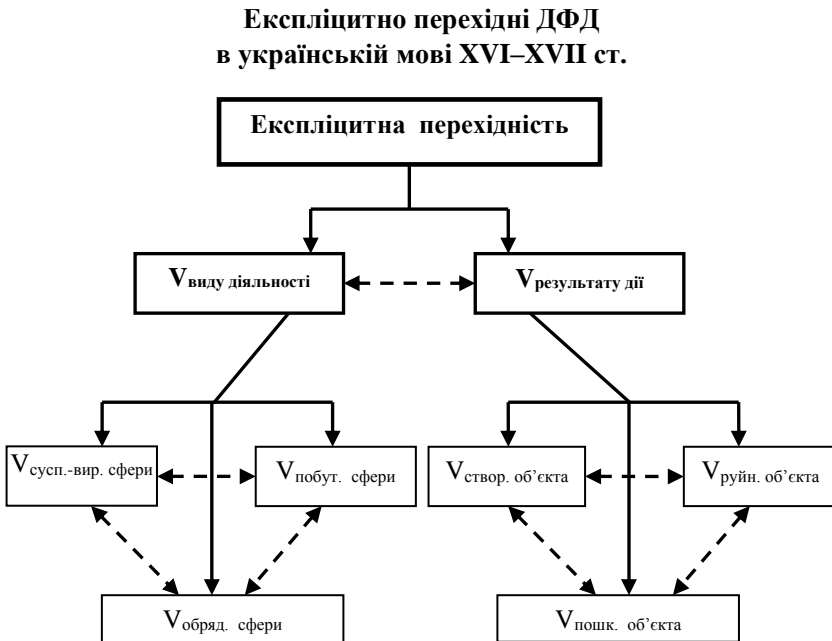 Експліцитно перехідні ДФД
в українській мові XVI–XVII ст.
Експліцитна перехідність
Vвиду діяльності
Vрезультату дії
Vсусп.-вир. сфери
Vпобут. сфери
Vствор. об’єкта
Vруйн. об’єкта
Vобряд. сфери
Vпошк. об’єкта